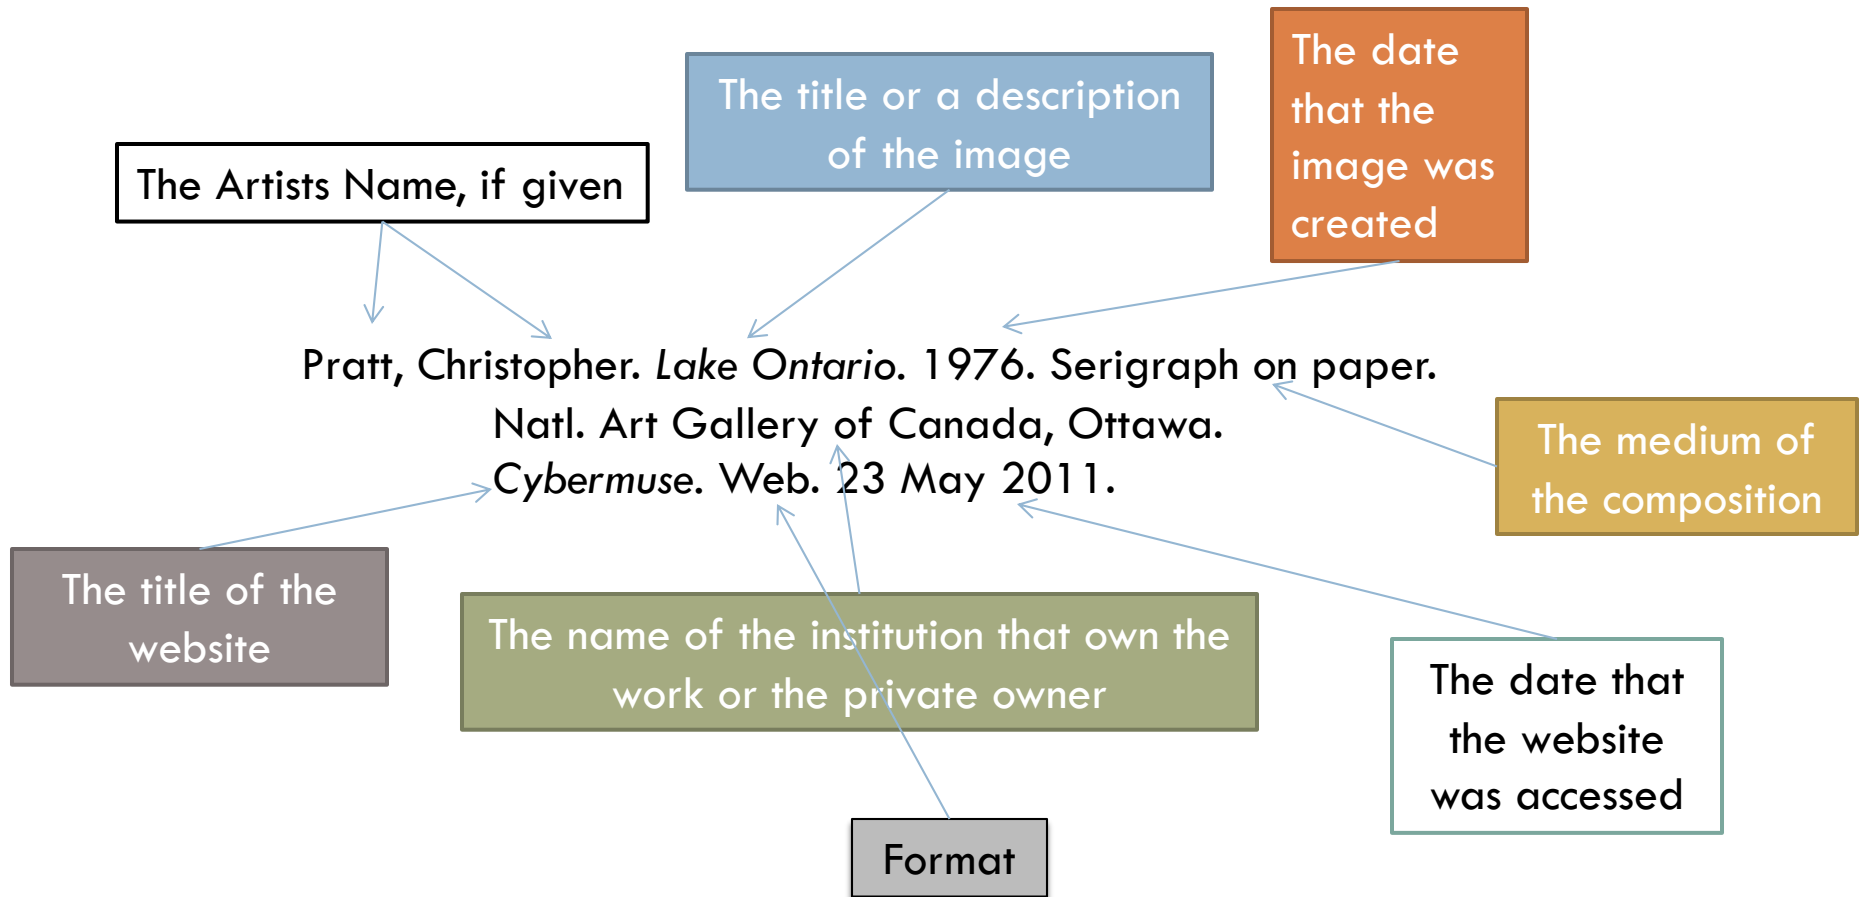 The date
that the
image was
created
The title or a description
of the image
The Artists Name, if given
Pratt, Christopher. Lake Ontario. 1976. Serigraph on paper.
Natl. Art Gallery of Canada, Ottawa.
Cybermuse. Web. 23 May 2011.
The medium of
the composition
The title of the
website
The name of the institution that own the
work or the private owner
The date that
the website
was accessed
Format